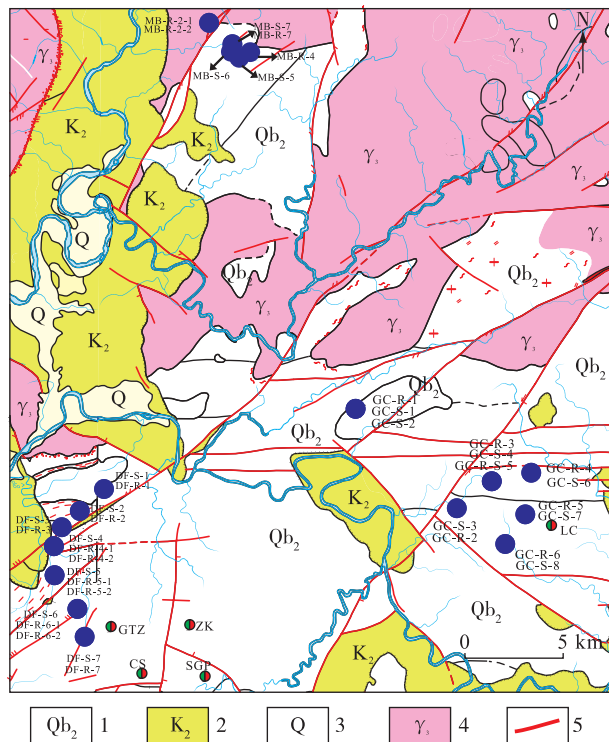 MB-R-2-1
MB-R-2-2
MB-S-7
MB-R-7
MB-R-4
MB-S-6
MB-S-5
N
γ₃
K₂
Qb₂
γ₃
K₂
K₂
Q
Qb₂
γ₃
Qb₂
γ₃
γ₃
K₂
γ₃
γ₃
Q
Qb₂
Qb₂
GC-R-1
GC-S-1
GC-S-2
GC-R-3
GC-S-4
GC-R-S-5
GC-R-4
GC-S-6
GC-R-5
GC-S-7
LC
GC-S-3
GC-R-2
GC-R-6
GC-S-8
K₂
DF-S-1
DF-R-1
DF-S-2
DF-R-2
DF-S-3
DF-R-3
DF-S-4
DF-R-4-1
DF-R-4-2
DF-S-5
DF-R-5-1
DF-R-5-2
DF-S-6
DF-R-6-1
DF-R-6-2
DF-S-7
DF-R-7
Qb₂
GTZ
ZK
CS
SGP
Qb₂
K₂
0 5 km
Qb₂ 1 K₂ 2 Q 3 γ₃ 4 5